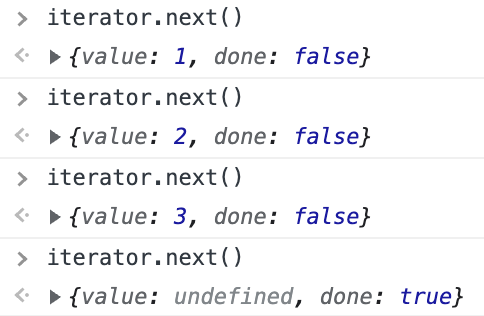 iterator.next()
{value: 1, done: false}
iterator.next()
{value: 2, done: false}
iterator.next()
{value: 3, done: false}
iterator.next()
{value: undefined, done: true}